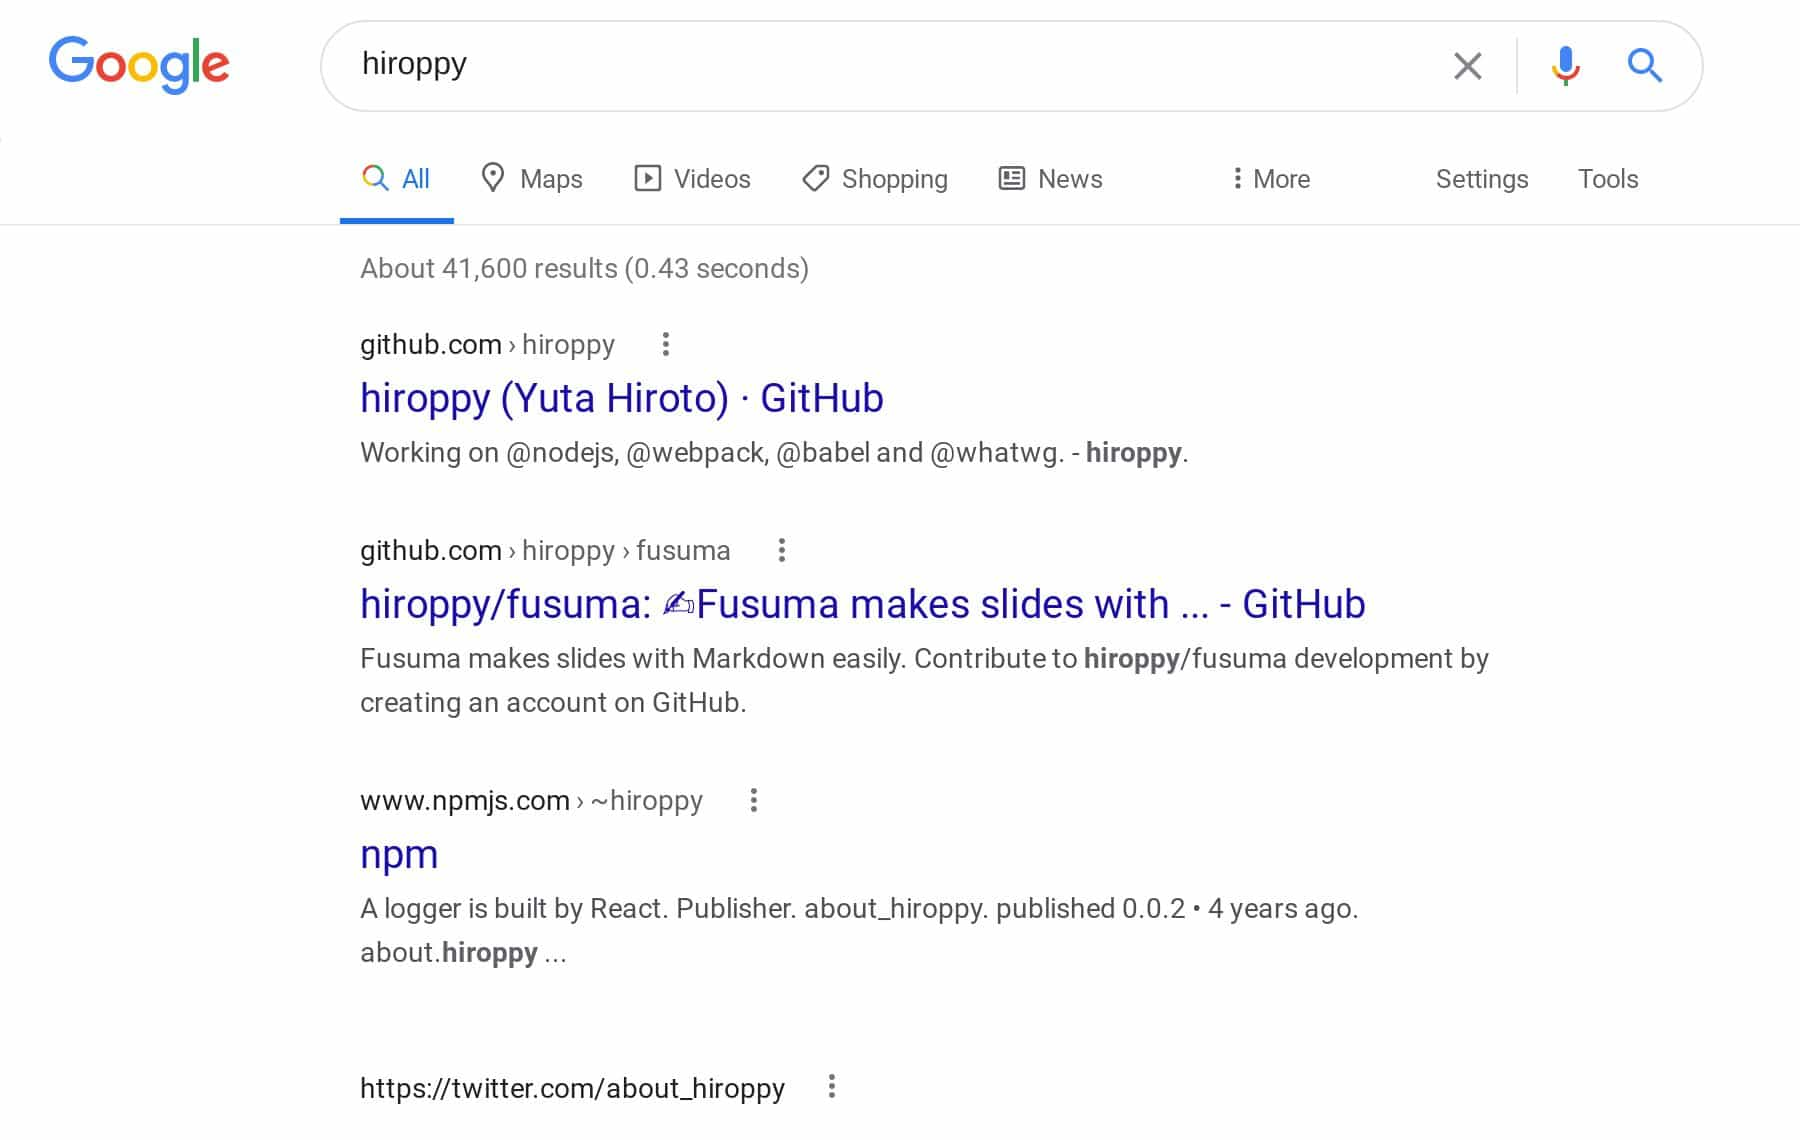 Google
hiroppy
All Maps Videos Shopping News More Settings Tools
About 41,600 results (0.43 seconds)
github.com › hiroppy
hiroppy (Yuta Hiroto) · GitHub
Working on @nodejs, @webpack, @babel and @whatwg. - hiroppy.
github.com › hiroppy › fusuma
hiroppy/fusuma: ✍Fusuma makes slides with ... - GitHub
Fusuma makes slides with Markdown easily. Contribute to hiroppy/fusuma development by
creating an account on GitHub.
www.npmjs.com › ~hiroppy
npm
A logger is built by React. Publisher. about_hiroppy. published 0.0.2 • 4 years ago.
about.hiroppy ...
https://twitter.com/about_hiroppy